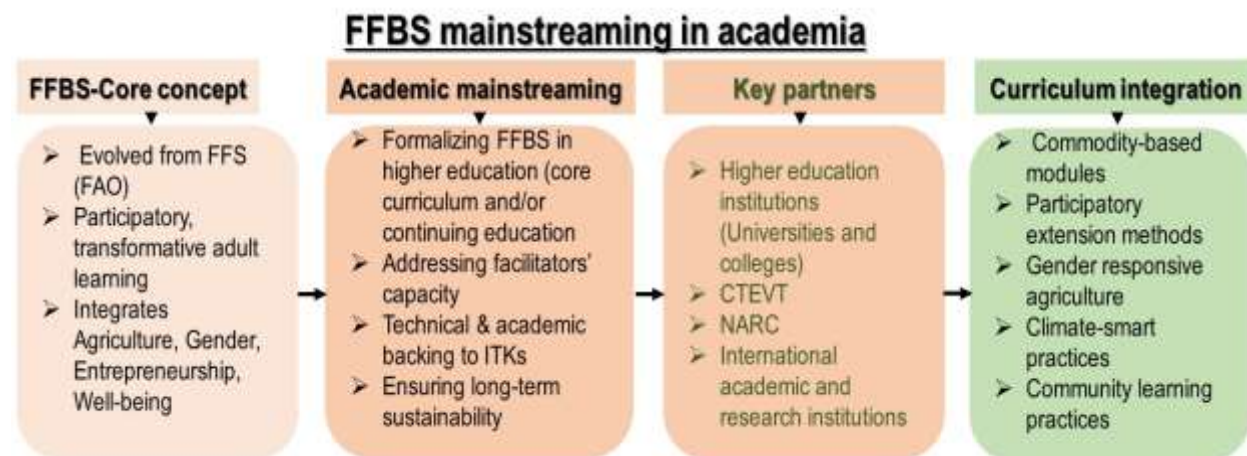 FFBS mainstreaming in academia
FFBS-Core concept
➢ Evolved from FFS
(FAO)
➢ Participatory,
transformative adult
learning
➢ Integrates
Agriculture, Gender,
Entrepreneurship,
Well-being
Academic mainstreaming
➢ Formalizing FFBS in
higher education (core
curriculum and/or
continuing education
➢ Addressing facilitators'
capacity
➢ Technical & academic
backing to ITKs
➢ Ensuring long-term
sustainability
Key partners
➢ Higher education
institutions
(Universities and
colleges)
➢ CTEVT
➢ NARC
➢ International
academic and
research institutions
Curriculum integration
➢ Commodity-based
modules
➢ Participatory
extension methods
➢ Gender responsive
agriculture
➢ Climate-smart
practices
➢ Community learning
practices